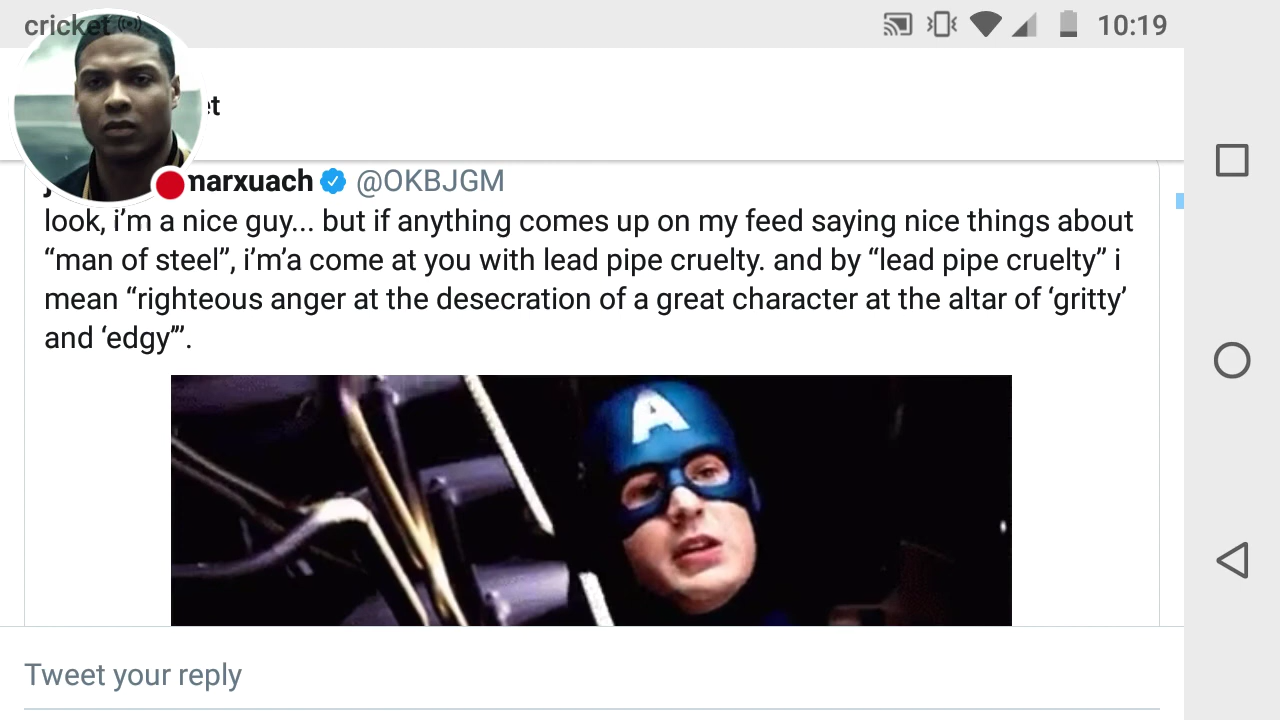 cricket 10:19
et
marxuach @OKBJGM
look, i’m a nice guy... but if anything comes up on my feed saying nice things about
“man of steel”, i’m’a come at you with lead pipe cruelty. and by “lead pipe cruelty” i
mean “righteous anger at the desecration of a great character at the altar of ‘gritty’
and ‘edgy’”.
A
Tweet your reply